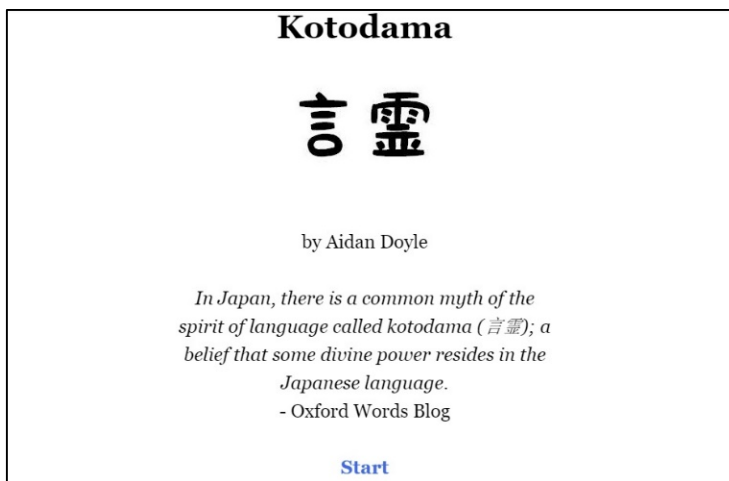 Kotodama
言霊
by Aidan Doyle
In Japan, there is a common myth of the
spirit of language called kotodama (言霊); a
belief that some divine power resides in the
Japanese language.
- Oxford Words Blog
Start